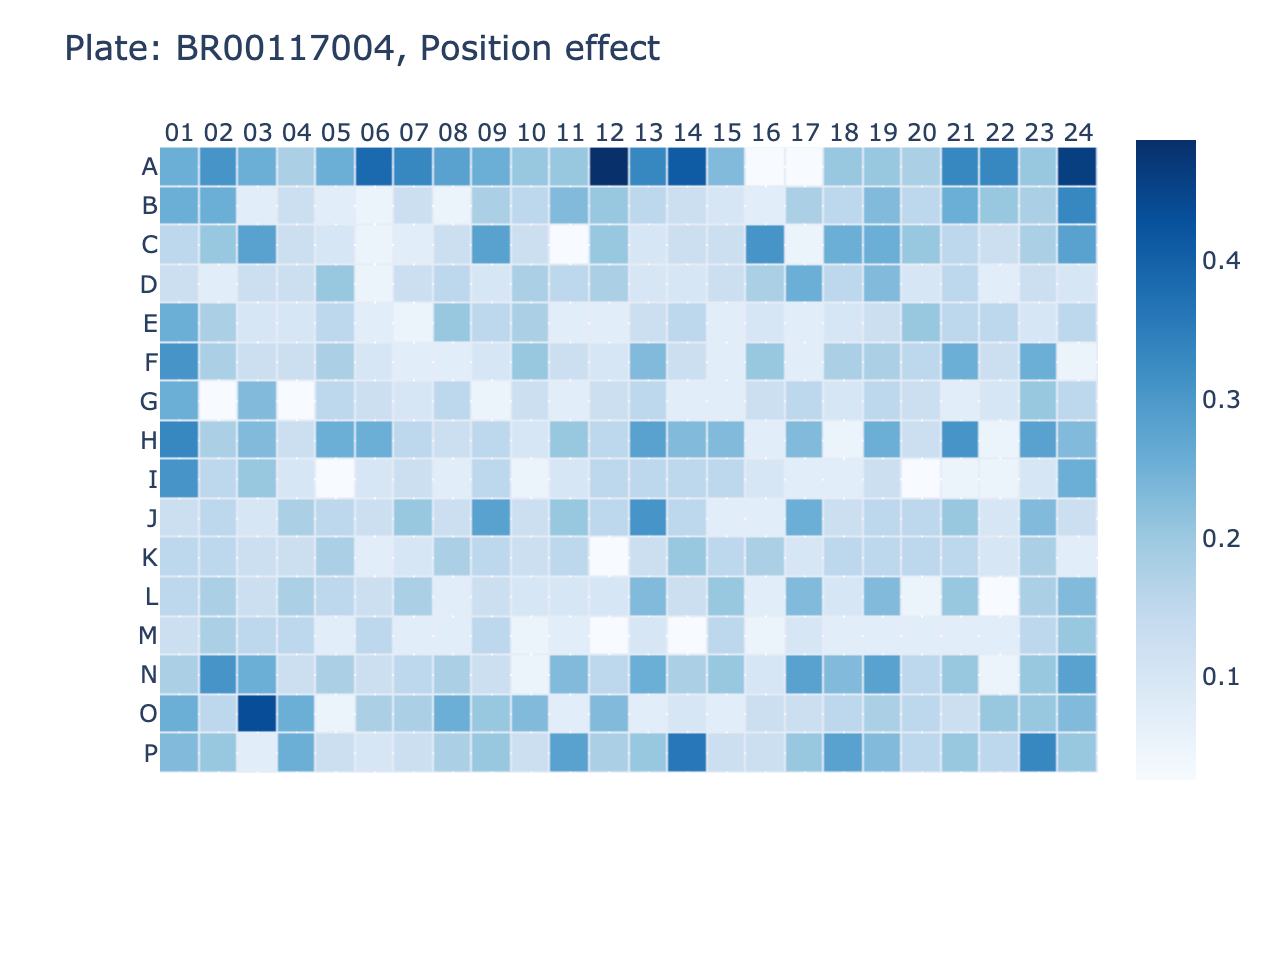 Plate: BR00117004, Position effect
01 02 03 04 05 06 07 08 09 10 11 12 13 14 15 16 17 18 19 20 21 22 23 24
A
B
C
D
E
F
G
H
I
J
K
L
M
N
O
P
0.4
0.3
0.2
0.1